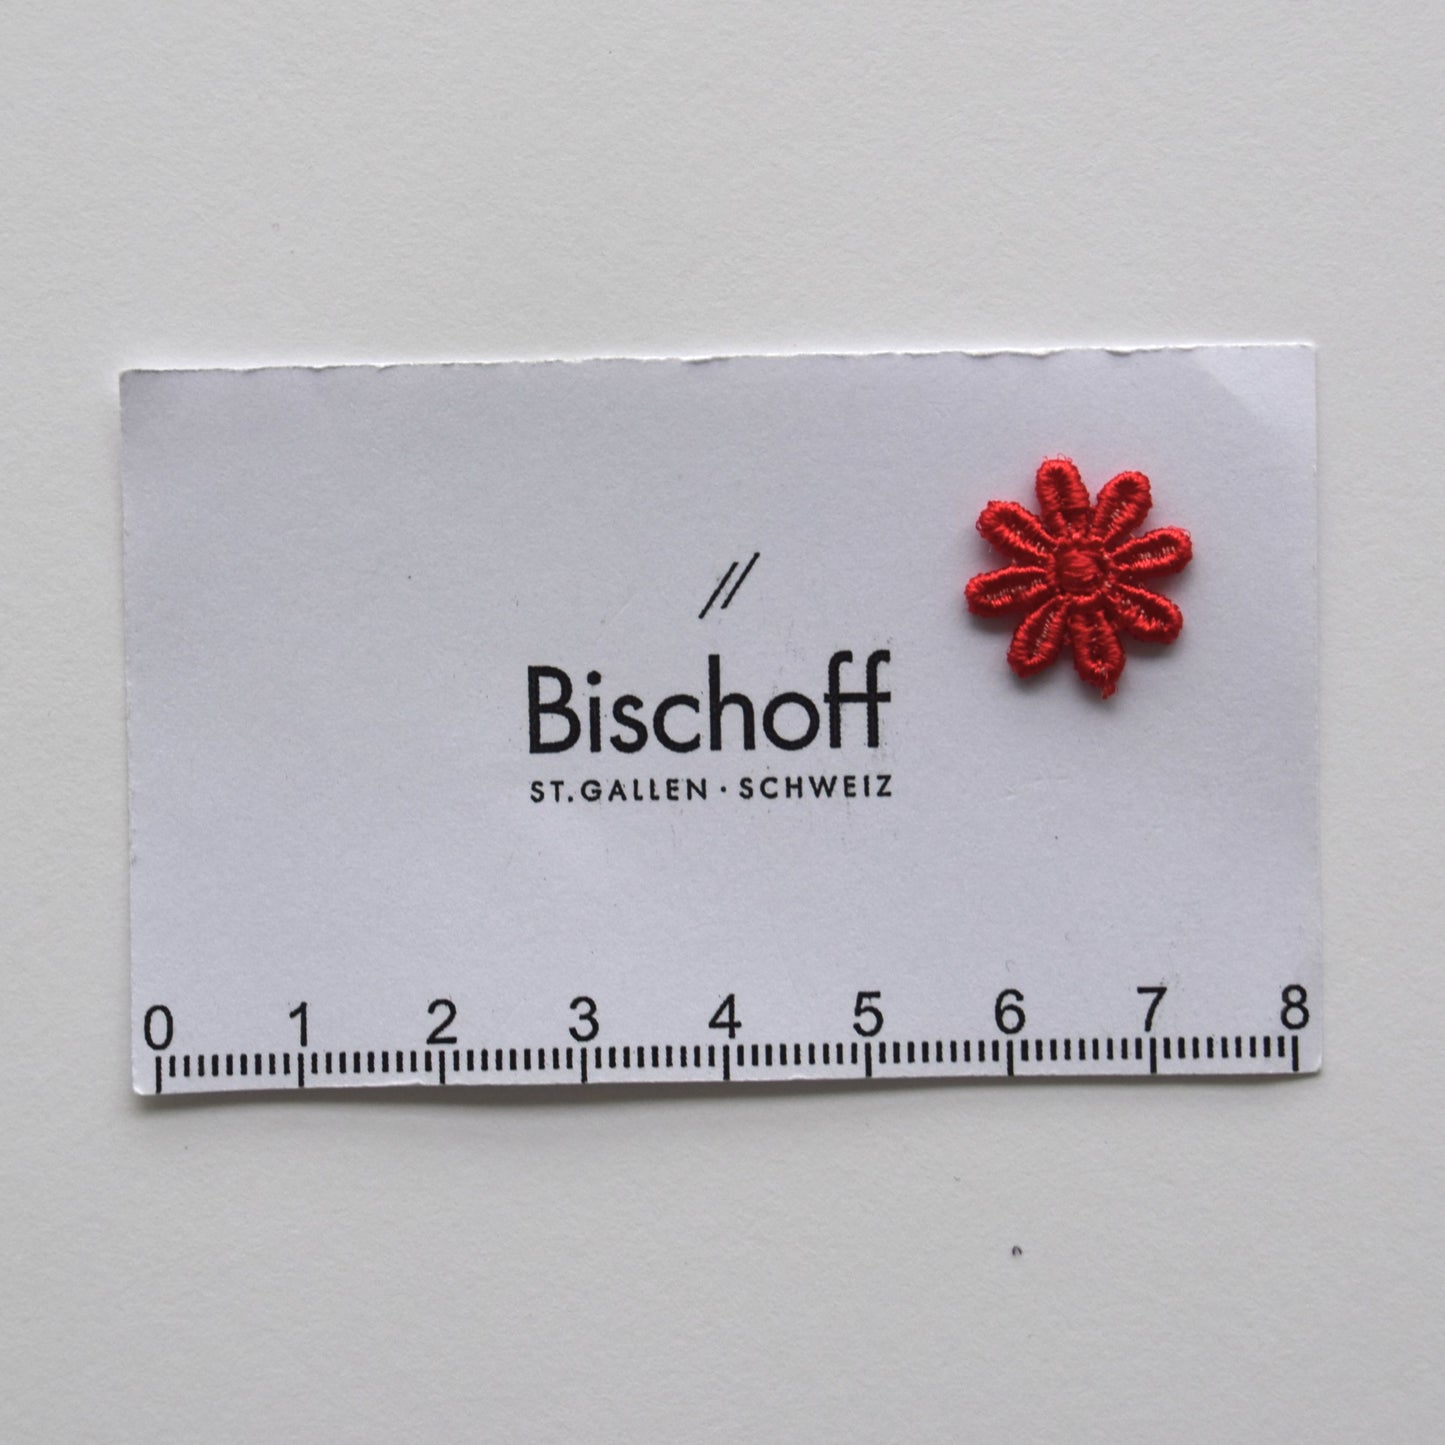 Bischoff
ST. GALLEN · SCHWEIZ
0 1 2 3 4 5 6 7 8